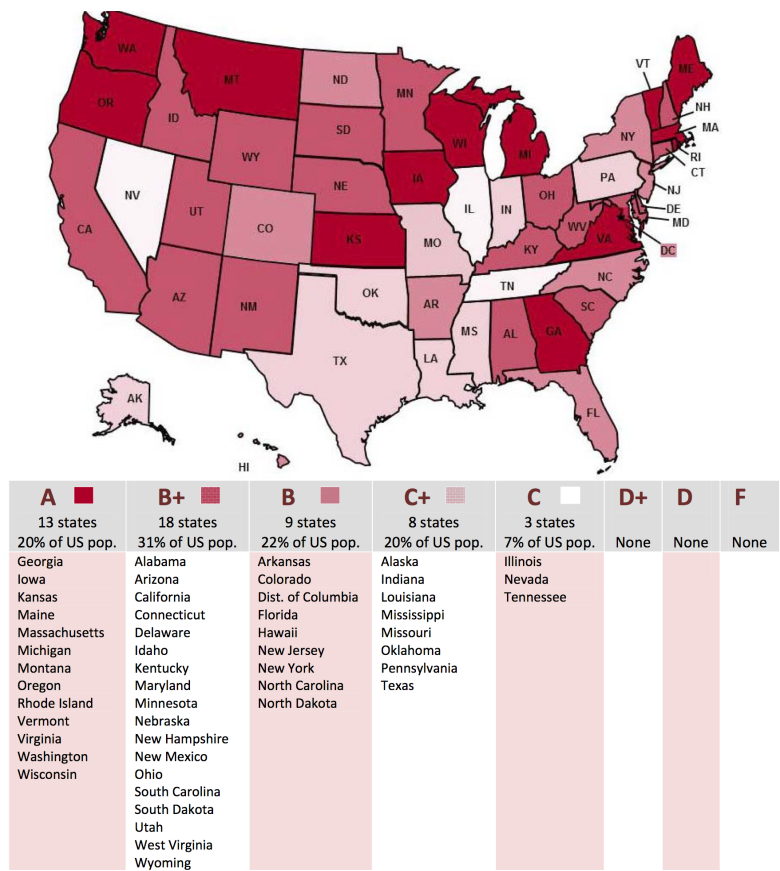 WA
MT
ND
MN
VT
ME
OR
ID
SD
WI
MI
NH
NY
MA
WY
RI
CT
NV
NE
IA
PA
NJ
CA
UT
CO
IL
IN
OH
DE
MD
WV
VA
DC
KS
MO
KY
AZ
NM
OK
AR
TN
NC
MS
AL
GA
SC
TX
LA
AK
FL
HI
A B+ B C+ C D+ D F
13 states 18 states 9 states 8 states 3 states
20% of US pop. 31% of US pop. 22% of US pop. 20% of US pop. 7% of US pop. None None None
Georgia Alabama Arkansas Alaska Illinois
Iowa Arizona Colorado Indiana Nevada
Kansas California Dist. of Columbia Louisiana Tennessee
Maine Connecticut Florida Mississippi
Massachusetts Delaware Hawaii Missouri
Michigan Idaho New Jersey Oklahoma
Montana Kentucky New York Pennsylvania
Oregon Maryland North Carolina Texas
Rhode Island Minnesota North Dakota
Vermont Nebraska
Virginia New Hampshire
Washington New Mexico
Wisconsin Ohio
South Carolina
South Dakota
Utah
West Virginia
Wyoming